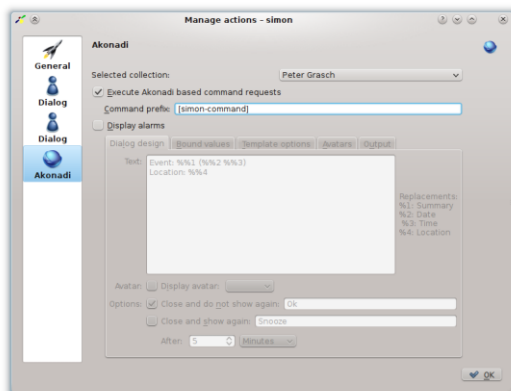 Manage actions – simon
General
Dialog
Dialog
Akonadi
Akonadi
Selected collection:
Peter Grasch
Execute Akonadi based command requests
Command prefix:
[simon-command]
Display alarms
Dialog design
Bound values
Template options
Avatars
Output
Text:
Event: %%1 (%%2 %%3)
Location: %%4
Replacements:
%1: Summary
%2: Date
%3: Time
%4: Location
Avatar:
Display avatar:
Options:
Close and do not show again:
Ok
Close and show again:
Snooze
After:
5
Minutes
OK